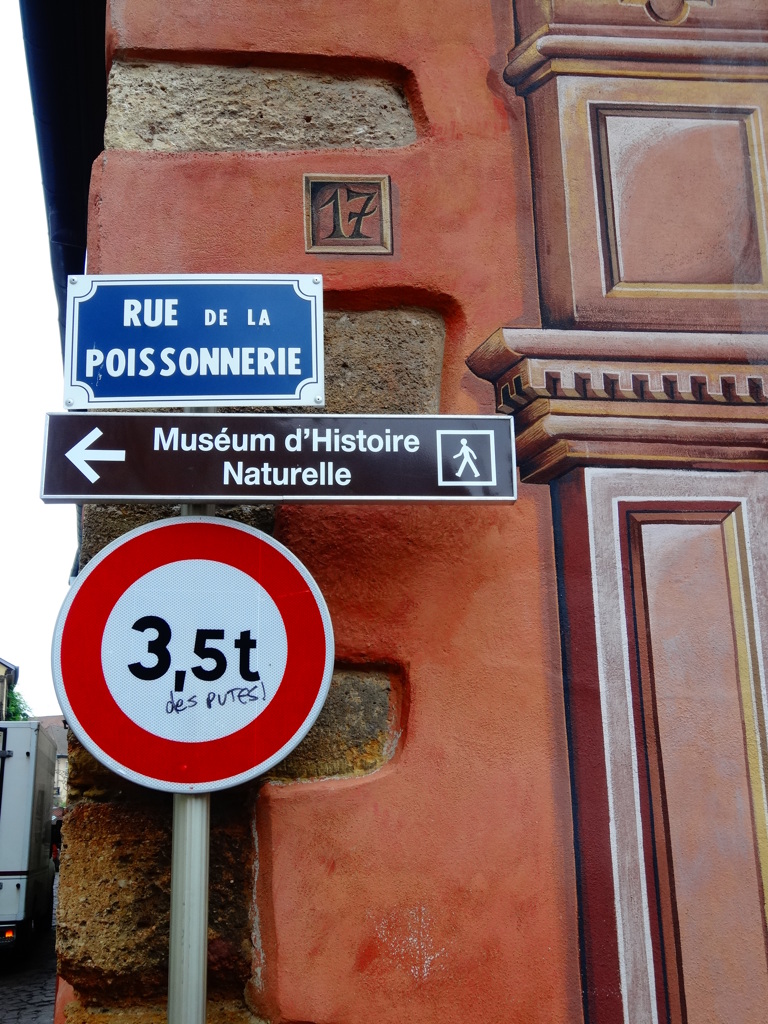 17
RUE DE LA
POISSONNERIE
Muséum d'Histoire
Naturelle
3,5t
des PUTES!